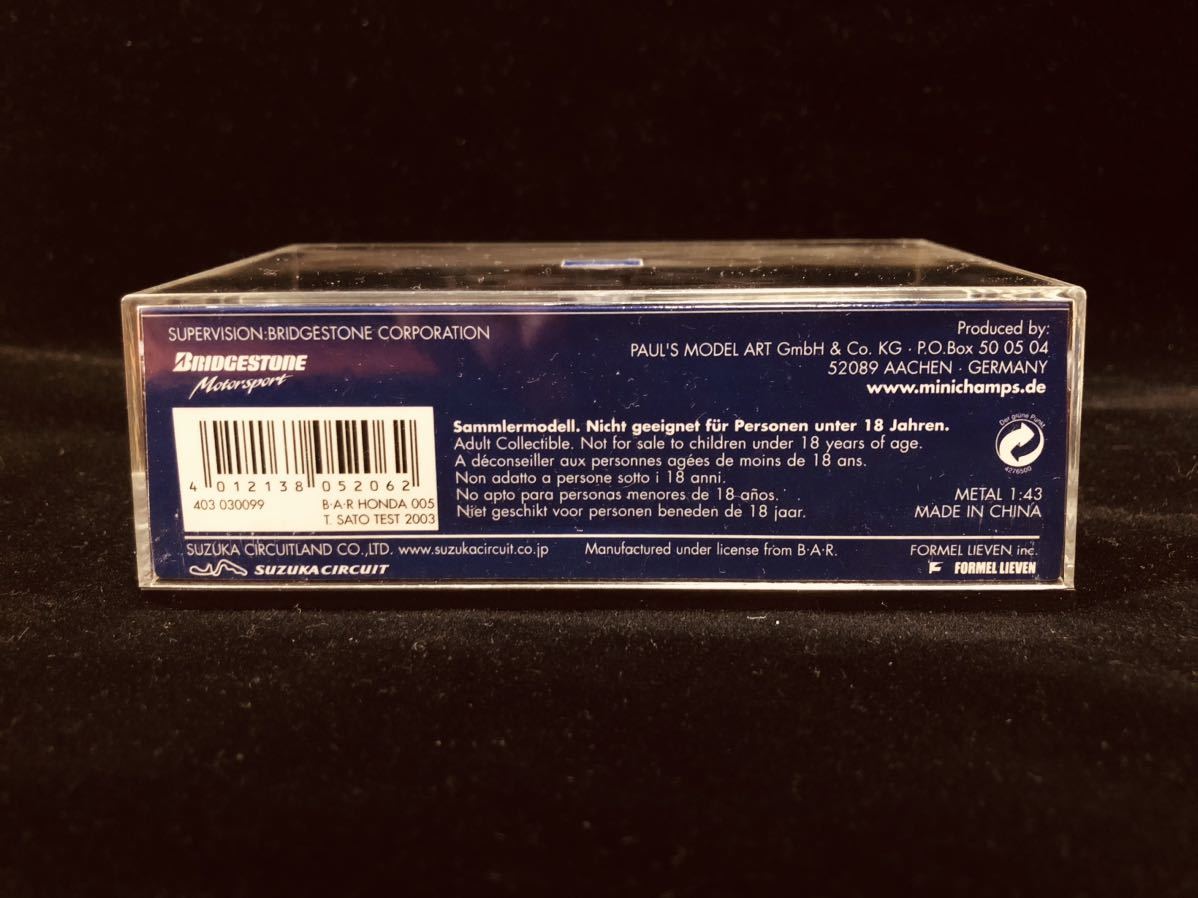 SUPERVISION:BRIDGESTONE CORPORATION
BRIDGESTONE
Motorsport
Produced by:
PAUL'S MODEL ART GmbH & Co. KG · P.O.Box 50 05 04
52089 AACHEN · GERMANY
www.minichamps.de
4 012138 052062
403 030099
B·A·R HONDA 005
T. SATO TEST 2003
Sammlermodell. Nicht geeignet für Personen unter 18 Jahren.
Adult Collectible. Not for sale to children under 18 years of age.
A déconseiller aux personnes agées de moins de 18 ans.
Non adatto a persone sotto i 18 anni.
No apto para personas menores de 18 años.
Niet geschikt voor personen beneden de 18 jaar.
Der grüne Punkt
4276500
METAL 1:43
MADE IN CHINA
SUZUKA CIRCUITLAND CO.,LTD. www.suzukacircuit.co.jp
SUZUKA CIRCUIT
Manufactured under license from B·A·R.
FORMEL LIEVEN inc.
FORMEL LIEVEN